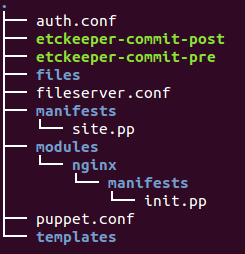 .
auth.conf
etckeeper-commit-post
etckeeper-commit-pre
files
fileserver.conf
manifests
site.pp
modules
nginx
manifests
init.pp
puppet.conf
templates